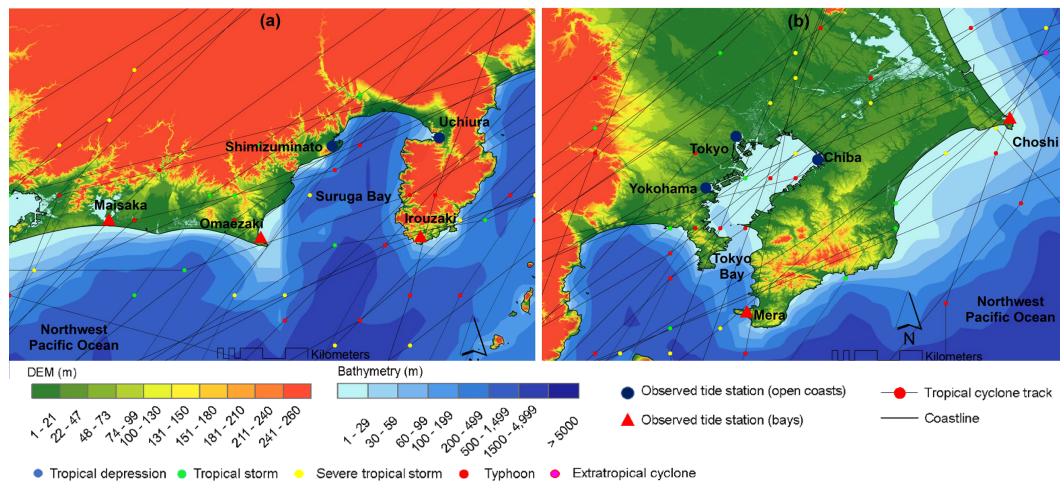 (a)
Uchiura
Shimizuminato
Suruga Bay
Maisaka
Omaezaki
Irouzaki
Northwest
Pacific Ocean
Kilometers
(b)
Choshi
Tokyo
Chiba
Yokohama
Tokyo
Bay
Mera
N
Northwest
Pacific Ocean
Kilometers
DEM (m)
1 - 21
22 - 47
48 - 73
74 - 99
100 - 130
131 - 150
151 - 180
181 - 210
211 - 240
241 - 260
Bathymetry (m)
1 - 29
30 - 59
60 - 99
100 - 199
200 - 499
500 - 1,499
1500 - 4,999
> 5000
Observed tide station (open coasts)
Observed tide station (bays)
Tropical cyclone track
Coastline
Tropical depression
Tropical storm
Severe tropical storm
Typhoon
Extratropical cyclone